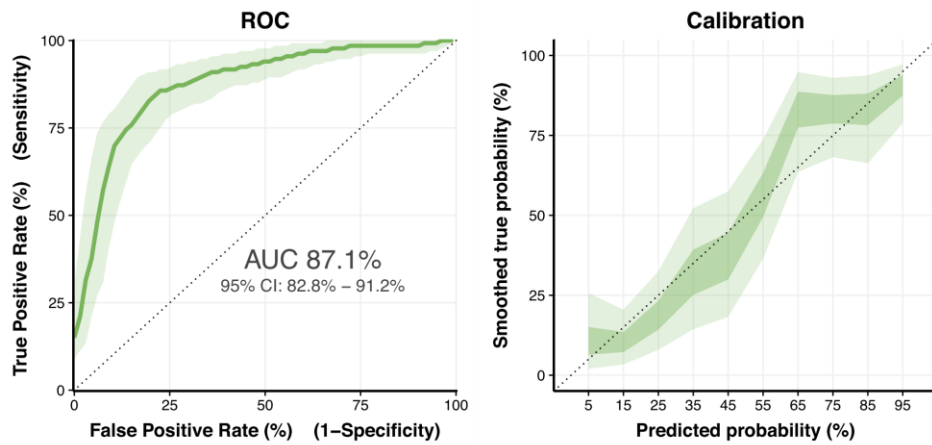 ROC
True Positive Rate (%) (Sensitivity)
100
75
50
25
0
AUC 87.1%
95% CI: 82.8% – 91.2%
0 25 50 75 100
False Positive Rate (%) (1−Specificity)
Calibration
Smoothed true probability (%)
100
75
50
25
0
5 15 25 35 45 55 65 75 85 95
Predicted probability (%)